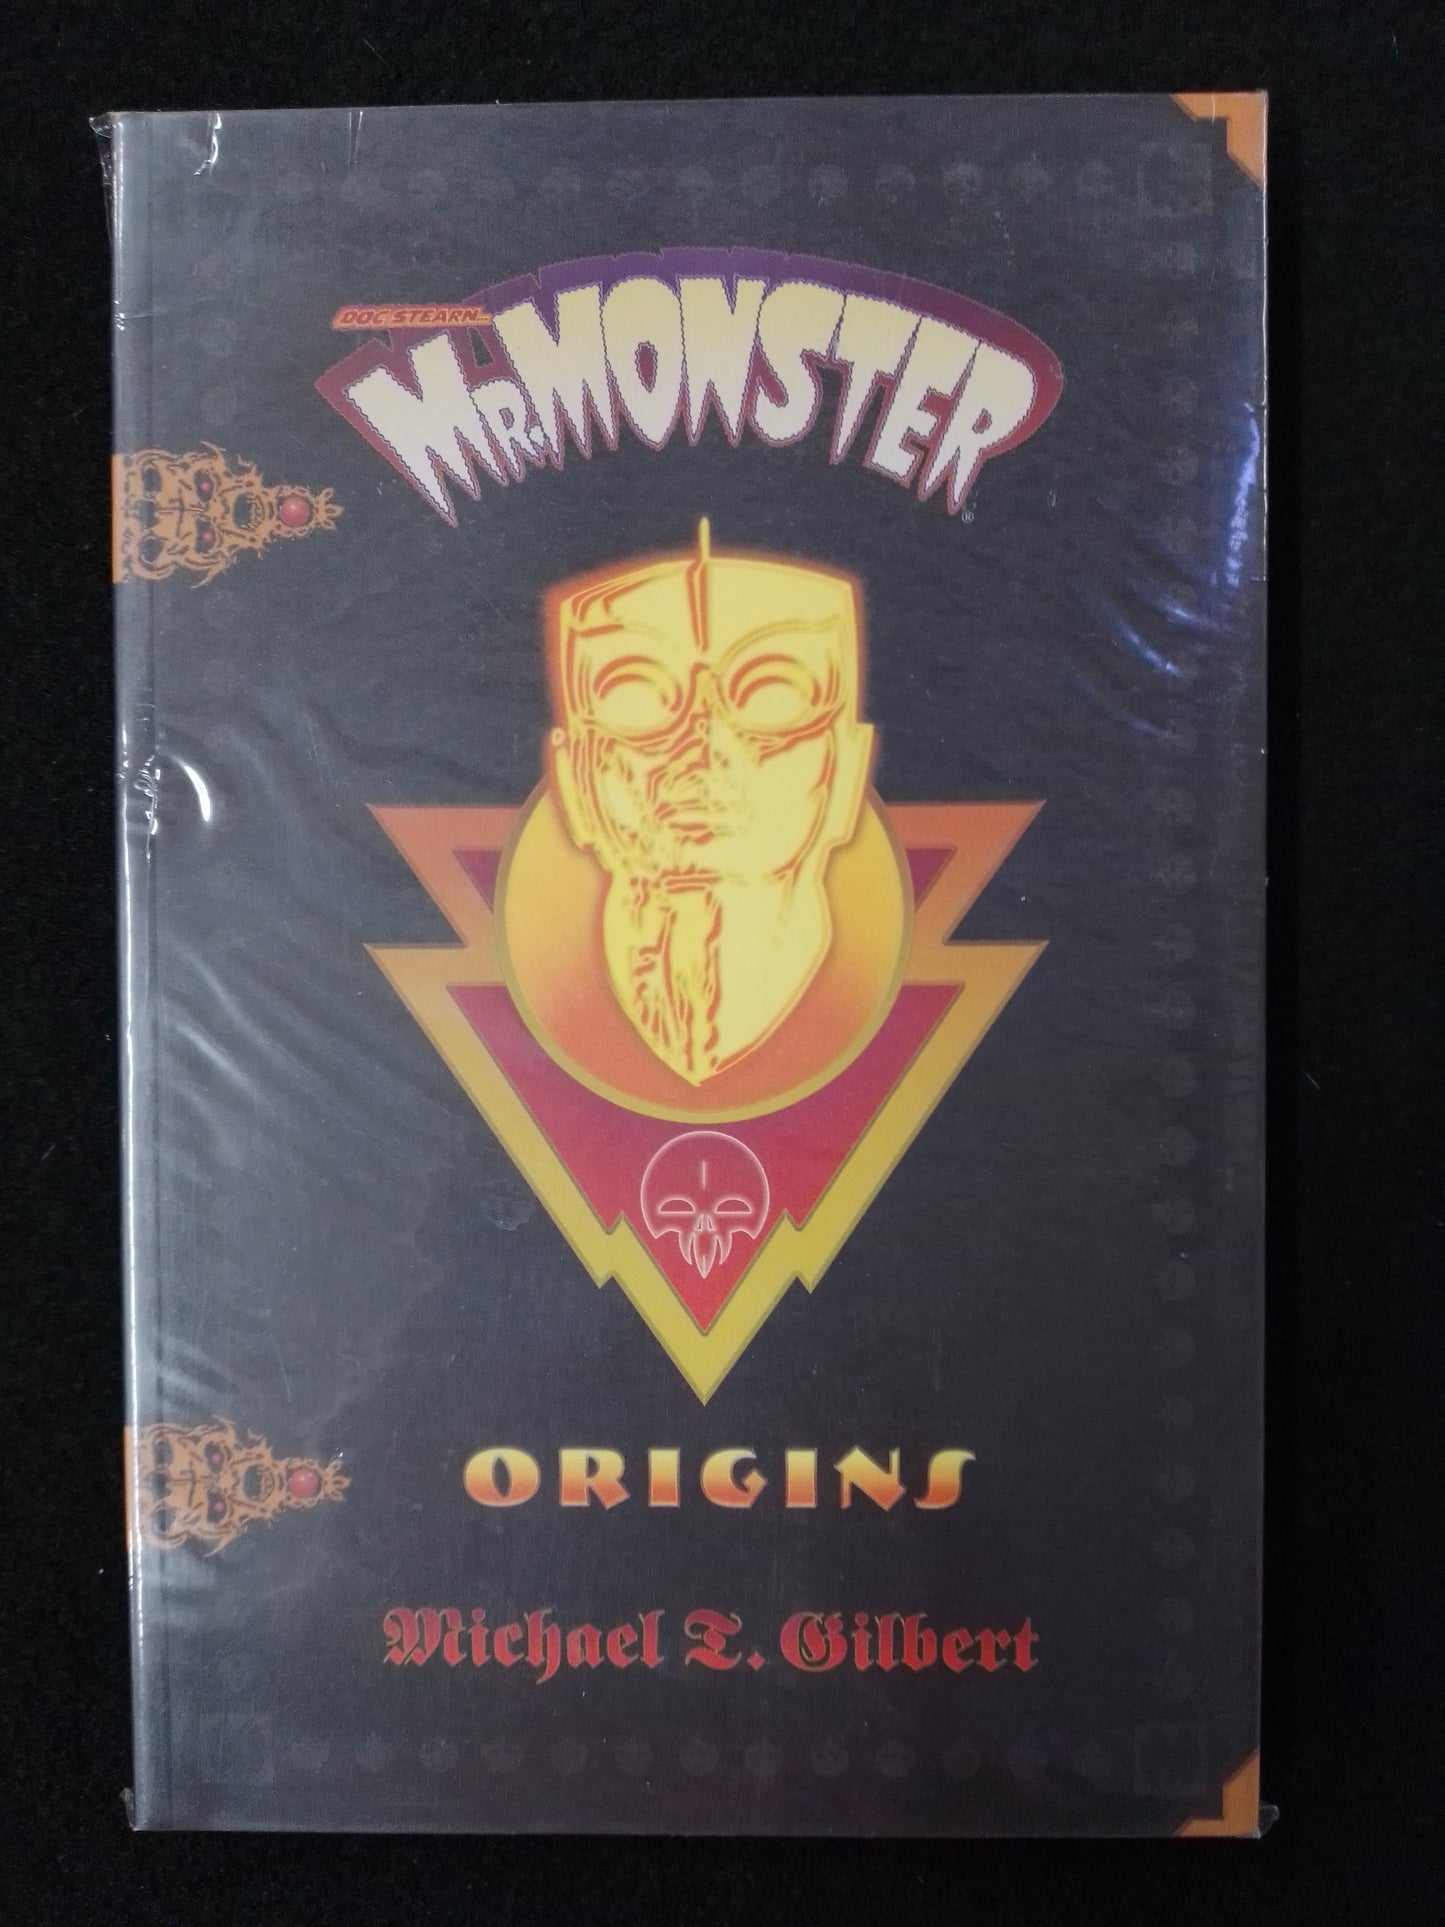 DOC STEARN...
MR. MONSTER
®
ORIGINS
Michael T. Gilbert